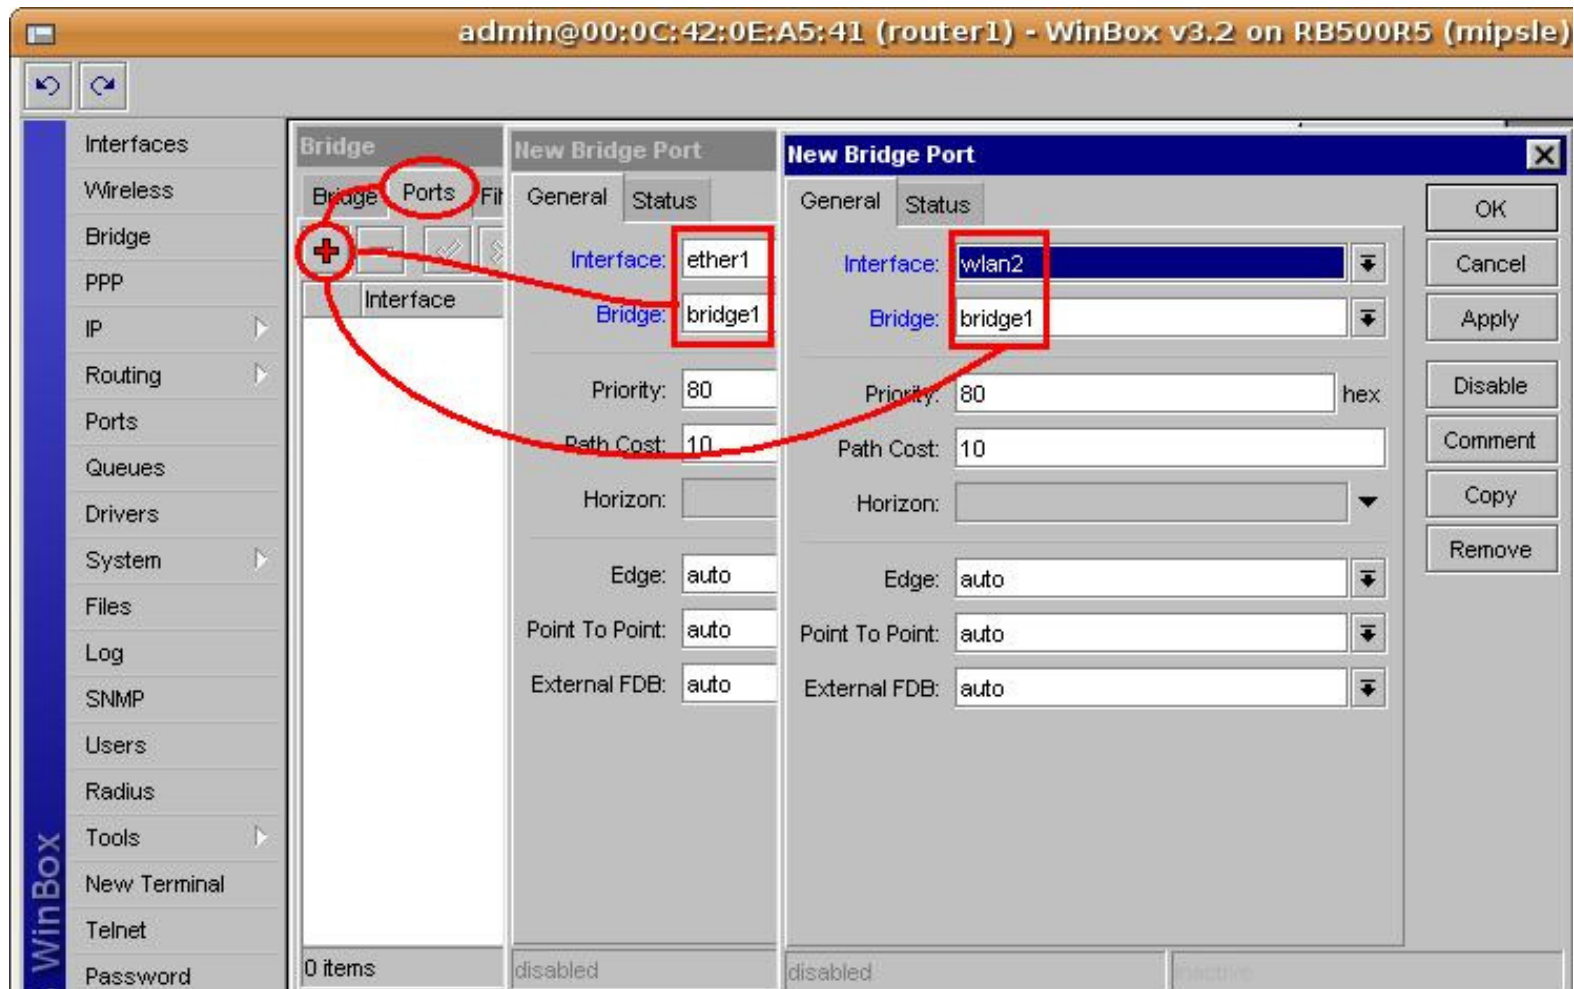 admin@00:0C:42:0E:A5:41 (router1) - WinBox v3.2 on RB500R5 (mipsle)
Interfaces
Wireless
Bridge
PPP
IP
Routing
Ports
Queues
Drivers
System
Files
Log
SNMP
Users
Radius
Tools
New Terminal
Telnet
Password
WinBox
Bridge
Bridge Ports Filt
Interface
0 items
New Bridge Port
General Status
Interface: ether1
Bridge: bridge1
Priority: 80
Path Cost: 10
Horizon:
Edge: auto
Point To Point: auto
External FDB: auto
disabled
New Bridge Port
General Status
Interface: wlan2
Bridge: bridge1
Priority: 80 hex
Path Cost: 10
Horizon:
Edge: auto
Point To Point: auto
External FDB: auto
disabled inactive
OK
Cancel
Apply
Disable
Comment
Copy
Remove